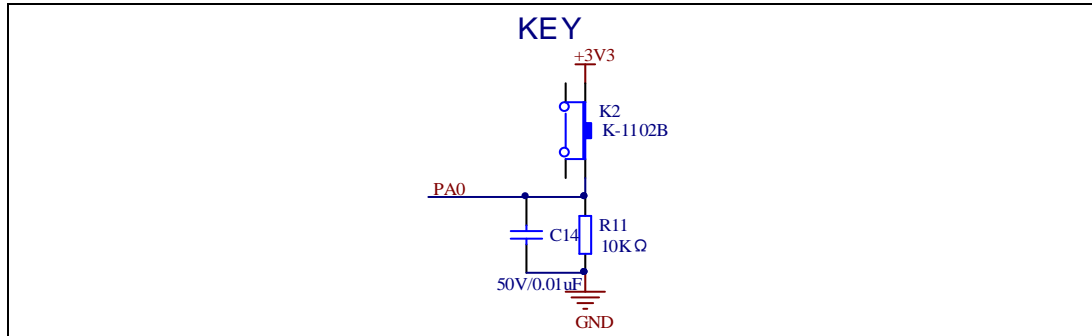 KEY
+3V3
K2
K-1102B
PA0
R11
C14
10KΩ
50V/0.01uF
GND